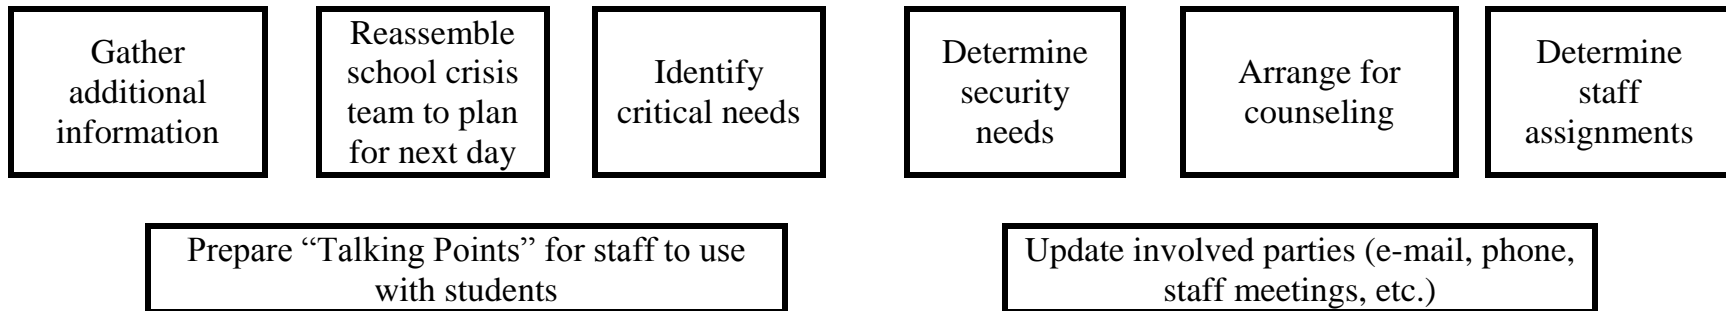 Gather
additional
information
Reassemble
school crisis
team to plan
for next day
Identify
critical needs
Determine
security
needs
Arrange for
counseling
Determine
staff
assignments
Prepare “Talking Points” for staff to use
with students
Update involved parties (e-mail, phone,
staff meetings, etc.)